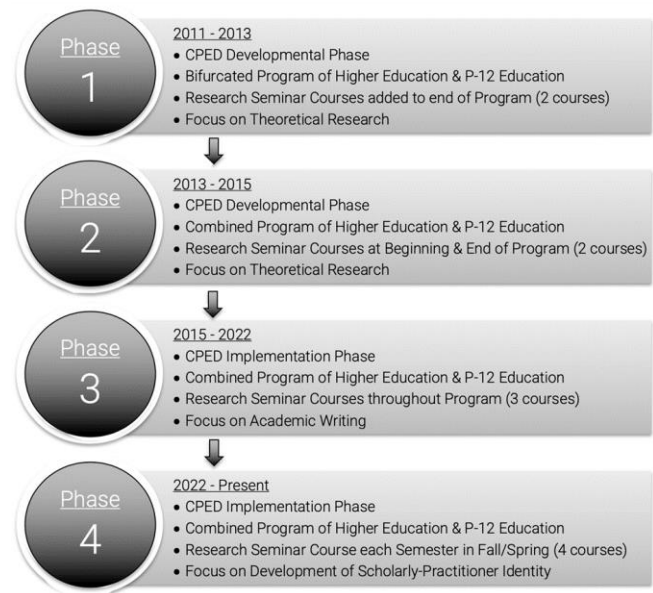 Phase
1
2011 - 2013
• CPED Developmental Phase
• Bifurcated Program of Higher Education & P-12 Education
• Research Seminar Courses added to end of Program (2 courses)
• Focus on Theoretical Research
Phase
2
2013 - 2015
• CPED Developmental Phase
• Combined Program of Higher Education & P-12 Education
• Research Seminar Courses at Beginning & End of Program (2 courses)
• Focus on Theoretical Research
Phase
3
2015 - 2022
• CPED Implementation Phase
• Combined Program of Higher Education & P-12 Education
• Research Seminar Courses throughout Program (3 courses)
• Focus on Academic Writing
Phase
4
2022 - Present
• CPED Implementation Phase
• Combined Program of Higher Education & P-12 Education
• Research Seminar Course each Semester in Fall/Spring (4 courses)
• Focus on Development of Scholarly-Practitioner Identity